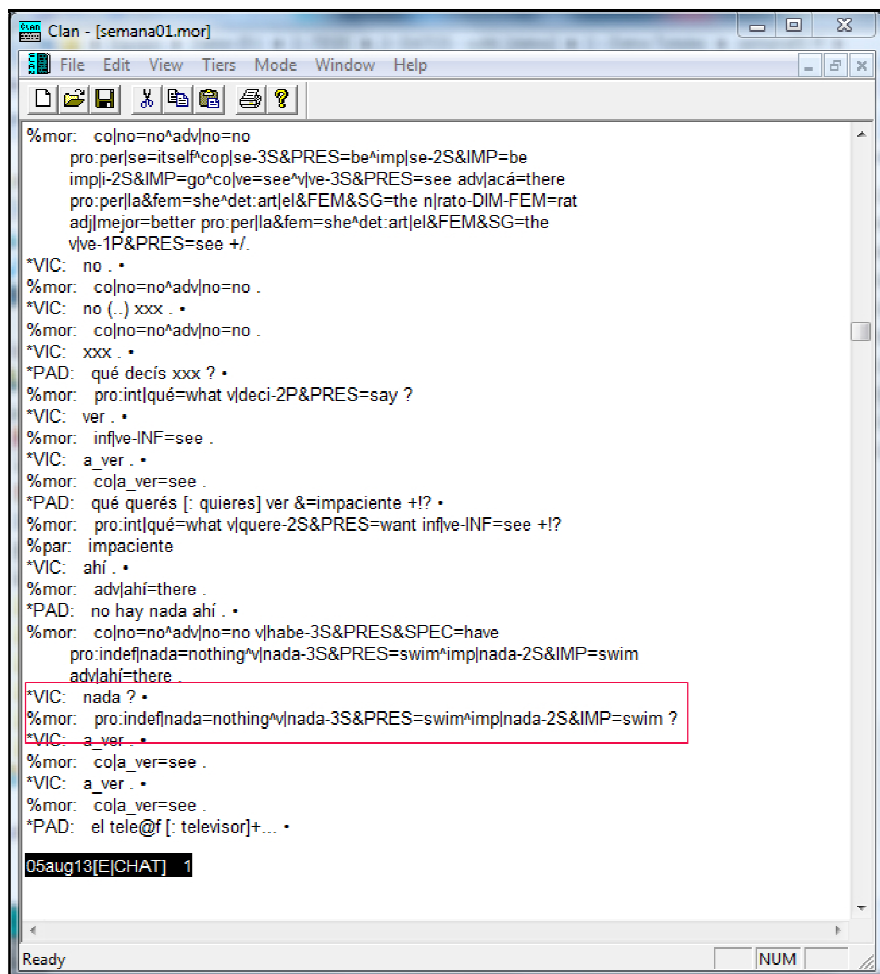 Clan - [semana01.mor]
File Edit View Tiers Mode Window Help
%mor: co|no=no^adv|no=no
pro:per|se=itself^cop|se-3S&PRES=be^imp|se-2S&IMP=be
imp|i-2S&IMP=go^co|ve=see^v|ve-3S&PRES=see adv|acá=there
pro:per|la&fem=she^det:art|el&FEM&SG=the n|rato-DIM-FEM=rat
adj|mejor=better pro:per|la&fem=she^det:art|el&FEM&SG=the
v|ve-1P&PRES=see +/.
*VIC: no . •
%mor: co|no=no^adv|no=no .
*VIC: no (..) xxx . •
%mor: co|no=no^adv|no=no .
*VIC: xxx . •
*PAD: qué decís xxx ? •
%mor: pro:int|qué=what v|deci-2P&PRES=say ?
*VIC: ver . •
%mor: inf|ve-INF=see .
*VIC: a_ver . •
%mor: co|a_ver=see .
*PAD: qué querés [: quieres] ver &=impaciente +!? •
%mor: pro:int|qué=what v|quere-2S&PRES=want inf|ve-INF=see +!?
%par: impaciente
*VIC: ahí . •
%mor: adv|ahí=there .
*PAD: no hay nada ahí . •
%mor: co|no=no^adv|no=no v|habe-3S&PRES&SPEC=have
pro:indef|nada=nothing^v|nada-3S&PRES=swim^imp|nada-2S&IMP=swim
adv|ahí=there .
*VIC: nada ? •
%mor: pro:indef|nada=nothing^v|nada-3S&PRES=swim^imp|nada-2S&IMP=swim ?
*VIC: a_ver . •
%mor: co|a_ver=see .
*VIC: a_ver . •
%mor: co|a_ver=see .
*PAD: el tele@f [: televisor]+... •
05aug13[E|CHAT] 1
Ready NUM